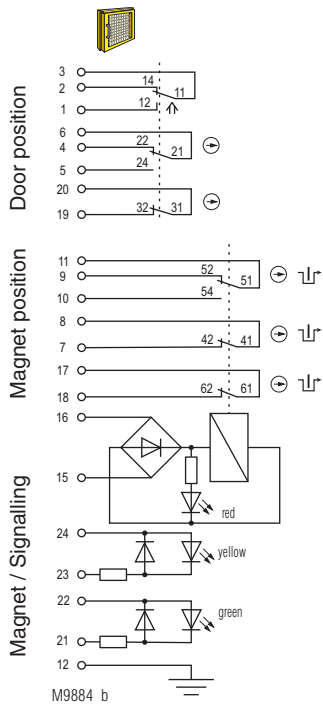 Door position
3
2 14
11
1 12
6
4 22
21
5 24
20
19 32 31
Magnet position
11
9 52
51
10 54
8
7 42 41
17
18 62 61
Magnet / Signalling
16
15
red
24
yellow
23
22
green
21
12
M9884_b